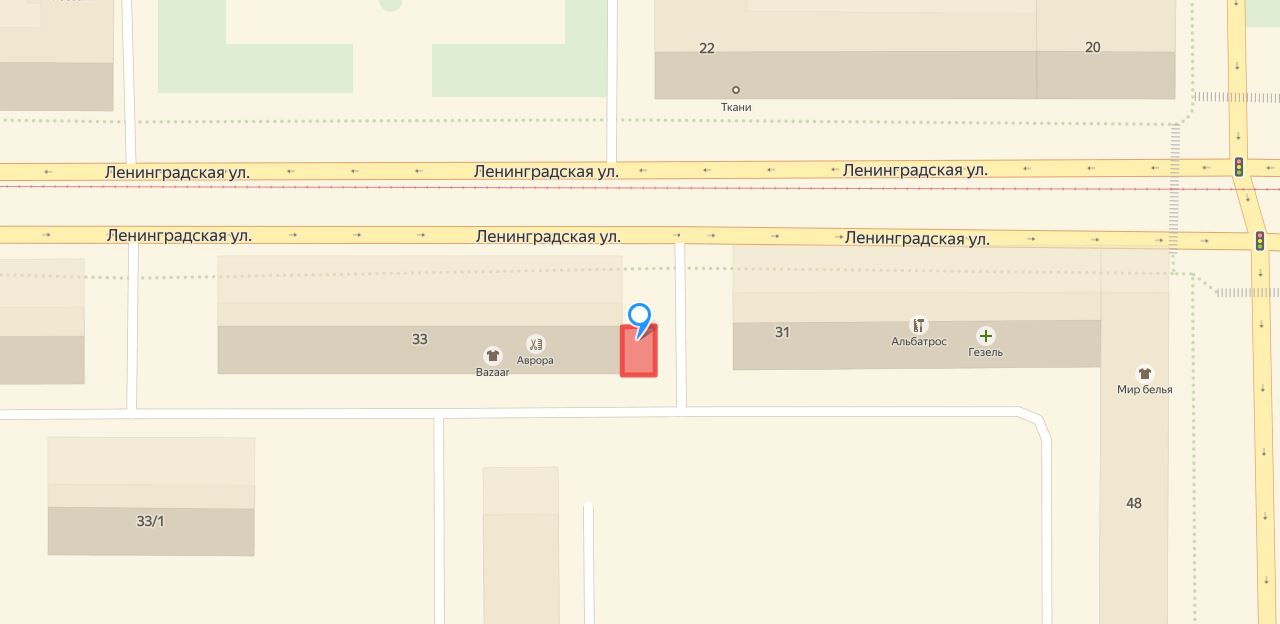 22
20
Ткани
Ленинградская ул.
Ленинградская ул.
Ленинградская ул.
Ленинградская ул.
Ленинградская ул.
Ленинградская ул.
33
31
Альбатрос
Гезель
Аврора
Bazaar
Мир белья
33/1
48